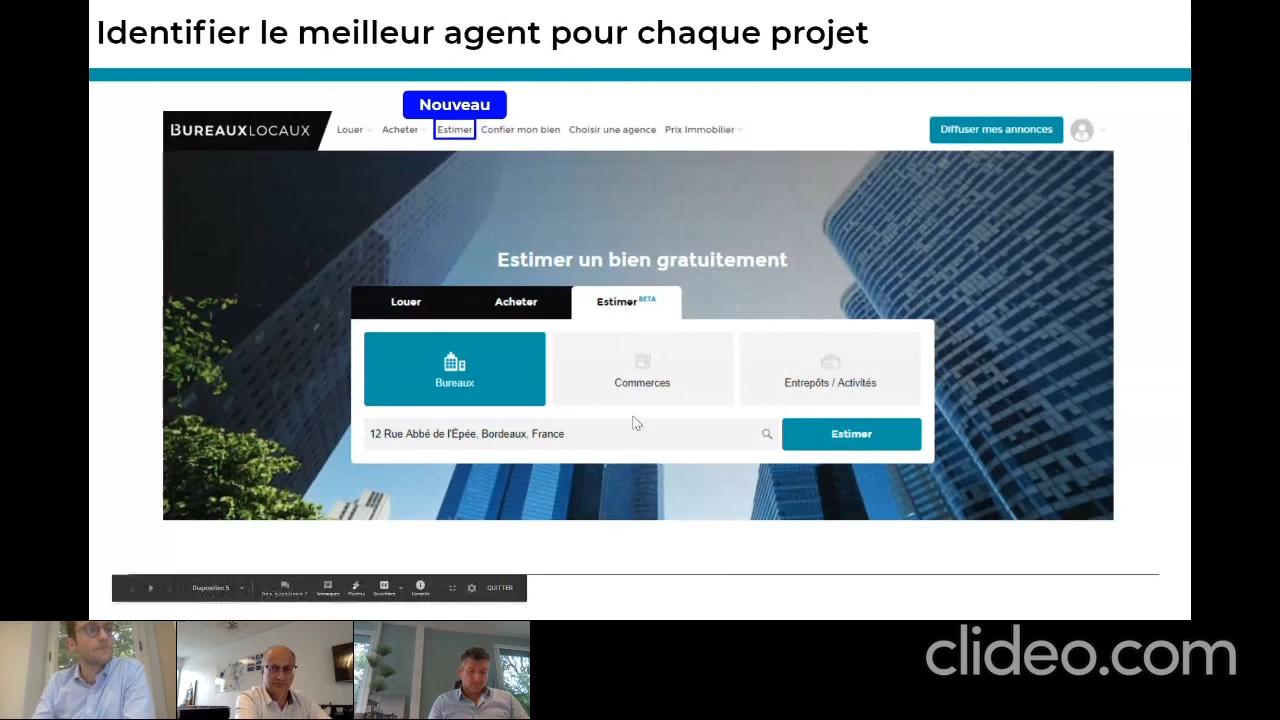 Identifier le meilleur agent pour chaque projet
Nouveau
BUREAUXLOCAUX
Louer Acheter Estimer Confier mon bien Choisir une agence Prix Immobilier
Diffuser mes annonces
Estimer un bien gratuitement
Louer Acheter Estimer BETA
Bureaux Commerces Entrepôts / Activités
12 Rue Abbé de l'Épée, Bordeaux, France Estimer
Diapositive 5 QUITTER
clideo.com